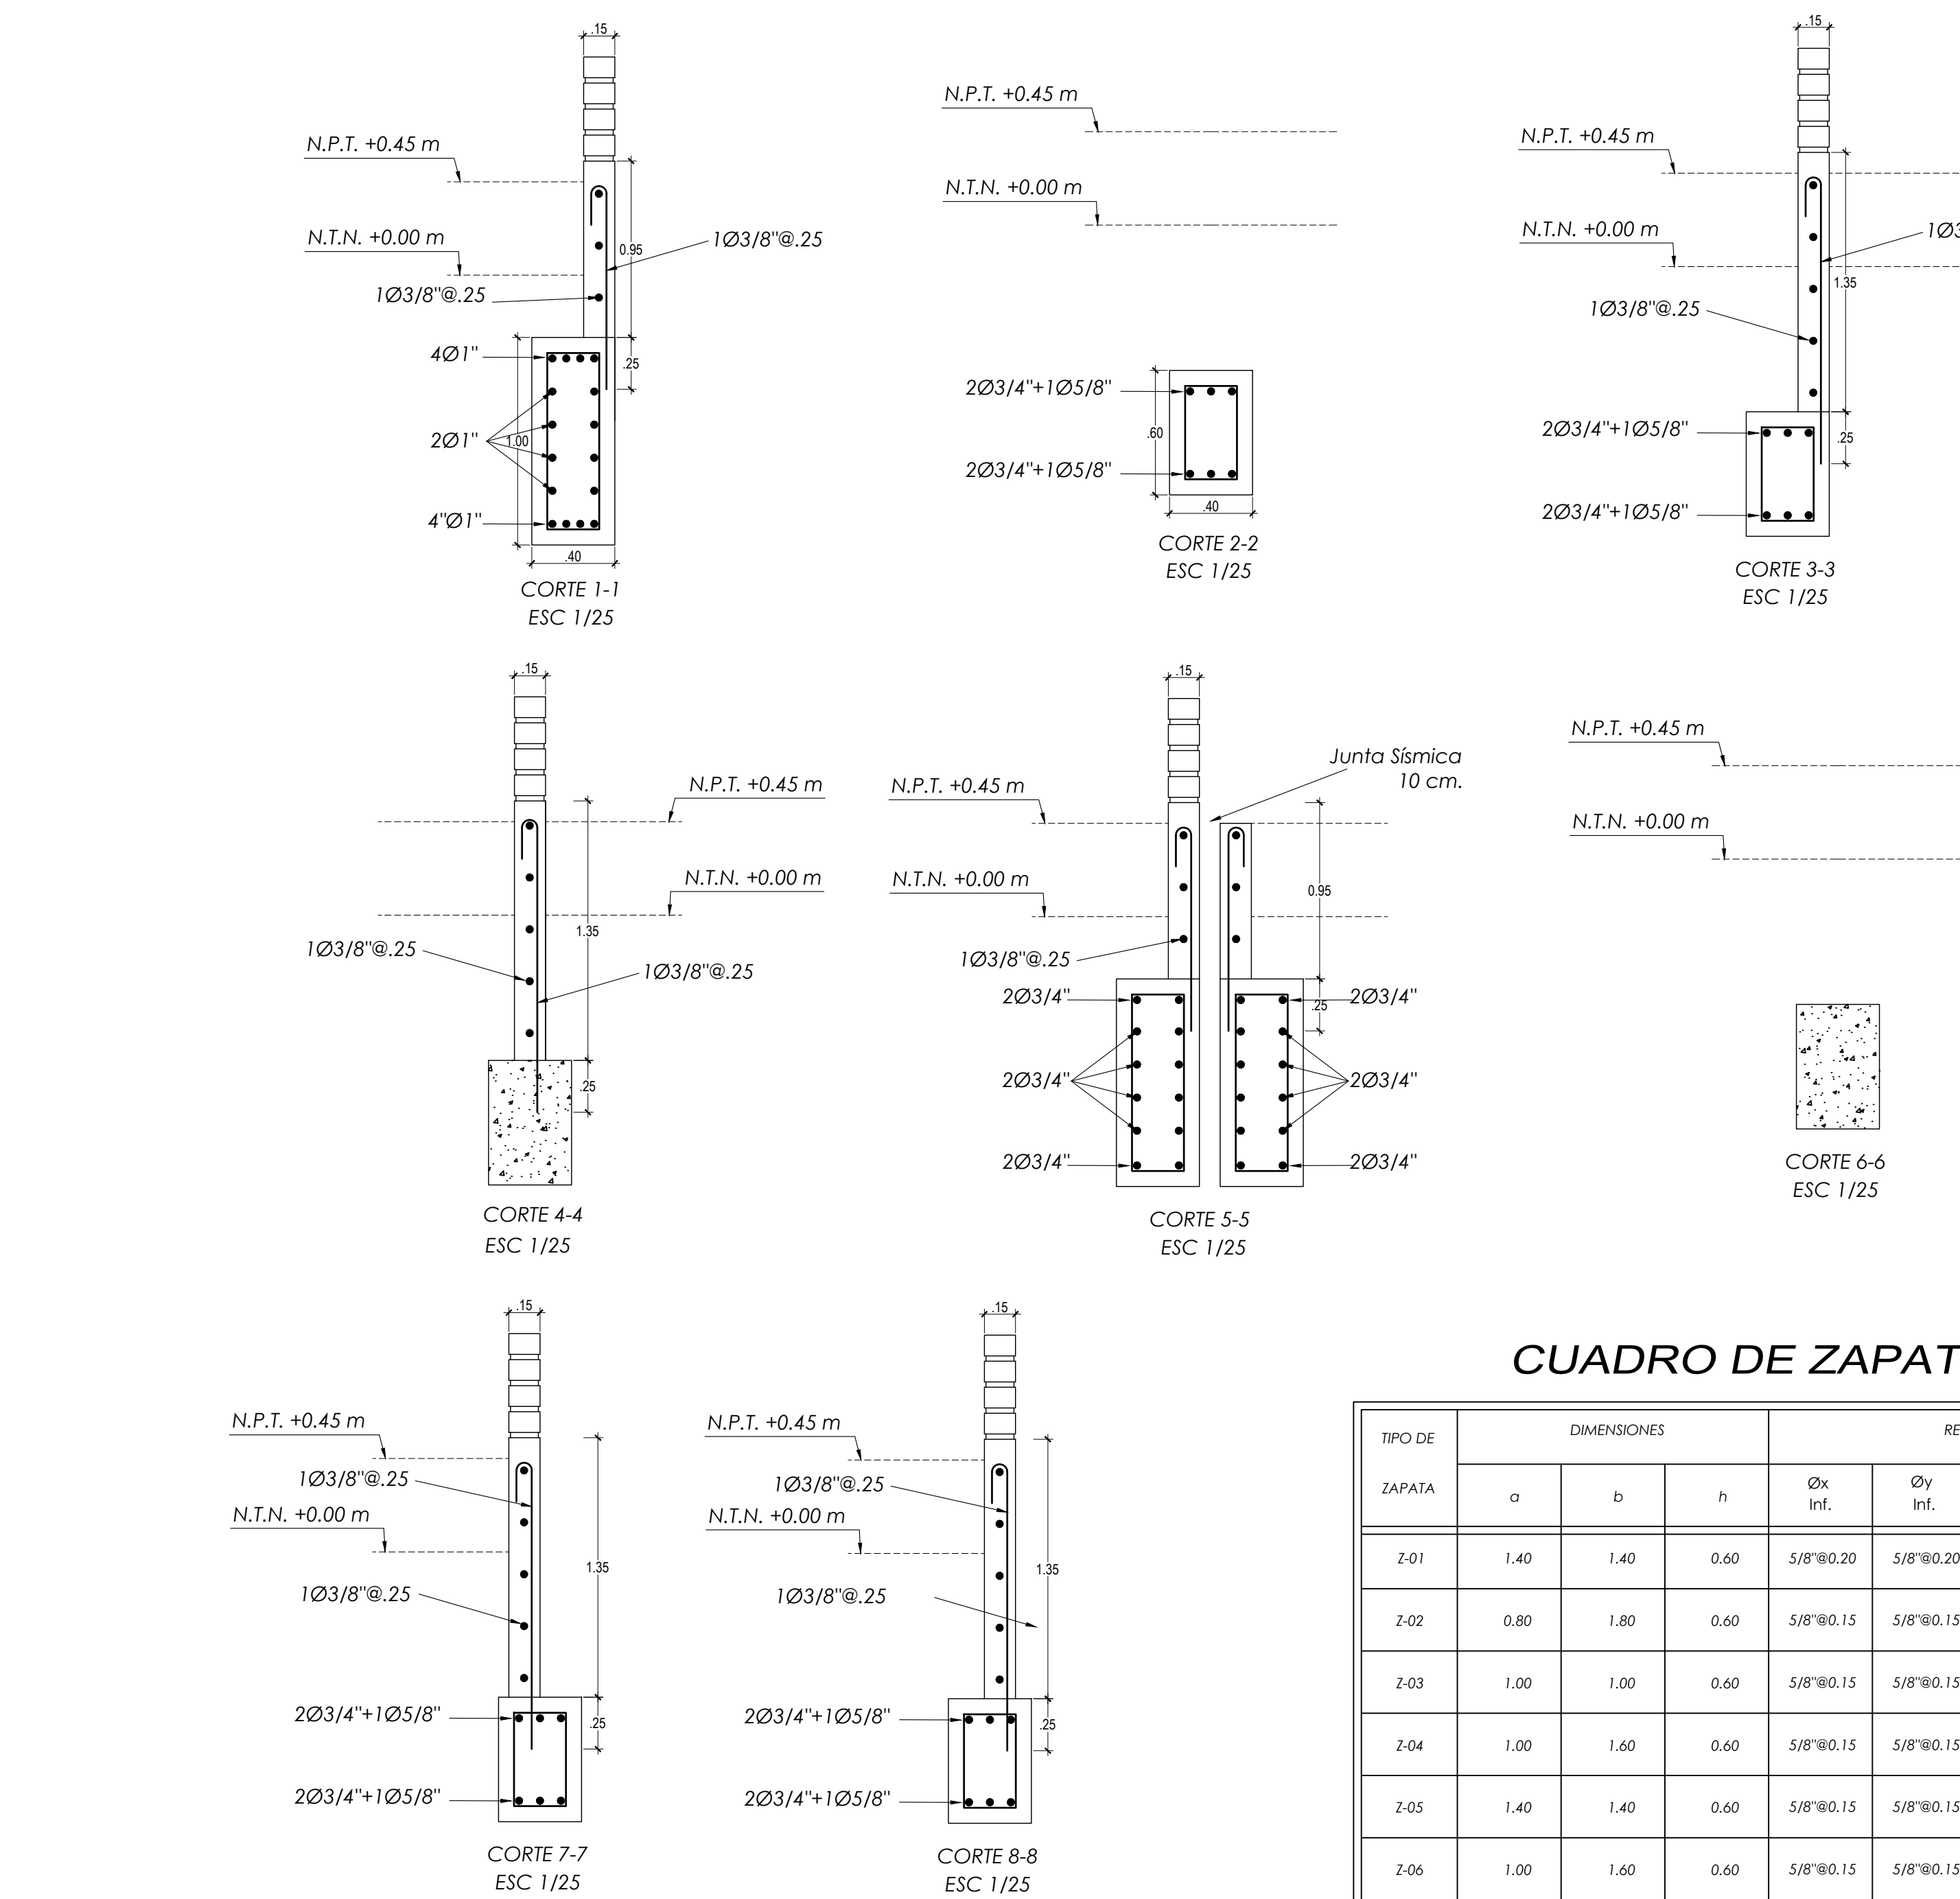 .15
N.P.T. +0.45 m
N.T.N. +0.00 m
0.95
1Ø3/8"@.25
1Ø3/8"@.25
4Ø1"
.25
2Ø1"
1.00
4"Ø1"
.40
CORTE 1-1
ESC 1/25
N.P.T. +0.45 m
N.T.N. +0.00 m
2Ø3/4"+1Ø5/8"
.60
2Ø3/4"+1Ø5/8"
.40
CORTE 2-2
ESC 1/25
.15
N.P.T. +0.45 m
N.T.N. +0.00 m
1Ø3
1.35
1Ø3/8"@.25
2Ø3/4"+1Ø5/8"
.25
2Ø3/4"+1Ø5/8"
CORTE 3-3
ESC 1/25
.15
N.P.T. +0.45 m
N.T.N. +0.00 m
1.35
1Ø3/8"@.25
1Ø3/8"@.25
.25
CORTE 4-4
ESC 1/25
.15
Junta Sísmica
10 cm.
N.P.T. +0.45 m
N.T.N. +0.00 m
0.95
1Ø3/8"@.25
2Ø3/4"
.25
2Ø3/4"
2Ø3/4"
2Ø3/4"
2Ø3/4"
2Ø3/4"
CORTE 5-5
ESC 1/25
N.P.T. +0.45 m
N.T.N. +0.00 m
CORTE 6-6
ESC 1/25
.15
N.P.T. +0.45 m
1Ø3/8"@.25
N.T.N. +0.00 m
1.35
1Ø3/8"@.25
2Ø3/4"+1Ø5/8"
.25
2Ø3/4"+1Ø5/8"
CORTE 7-7
ESC 1/25
.15
N.P.T. +0.45 m
1Ø3/8"@.25
N.T.N. +0.00 m
1.35
1Ø3/8"@.25
2Ø3/4"+1Ø5/8"
.25
2Ø3/4"+1Ø5/8"
CORTE 8-8
ESC 1/25
CUADRO DE ZAPAT
TIPO DE ZAPATA DIMENSIONES RE
a b h Øx Inf. Øy Inf.
Z-01 1.40 1.40 0.60 5/8"@0.20 5/8"@0.20
Z-02 0.80 1.80 0.60 5/8"@0.15 5/8"@0.15
Z-03 1.00 1.00 0.60 5/8"@0.15 5/8"@0.15
Z-04 1.00 1.60 0.60 5/8"@0.15 5/8"@0.15
Z-05 1.40 1.40 0.60 5/8"@0.15 5/8"@0.15
Z-06 1.00 1.60 0.60 5/8"@0.15 5/8"@0.15